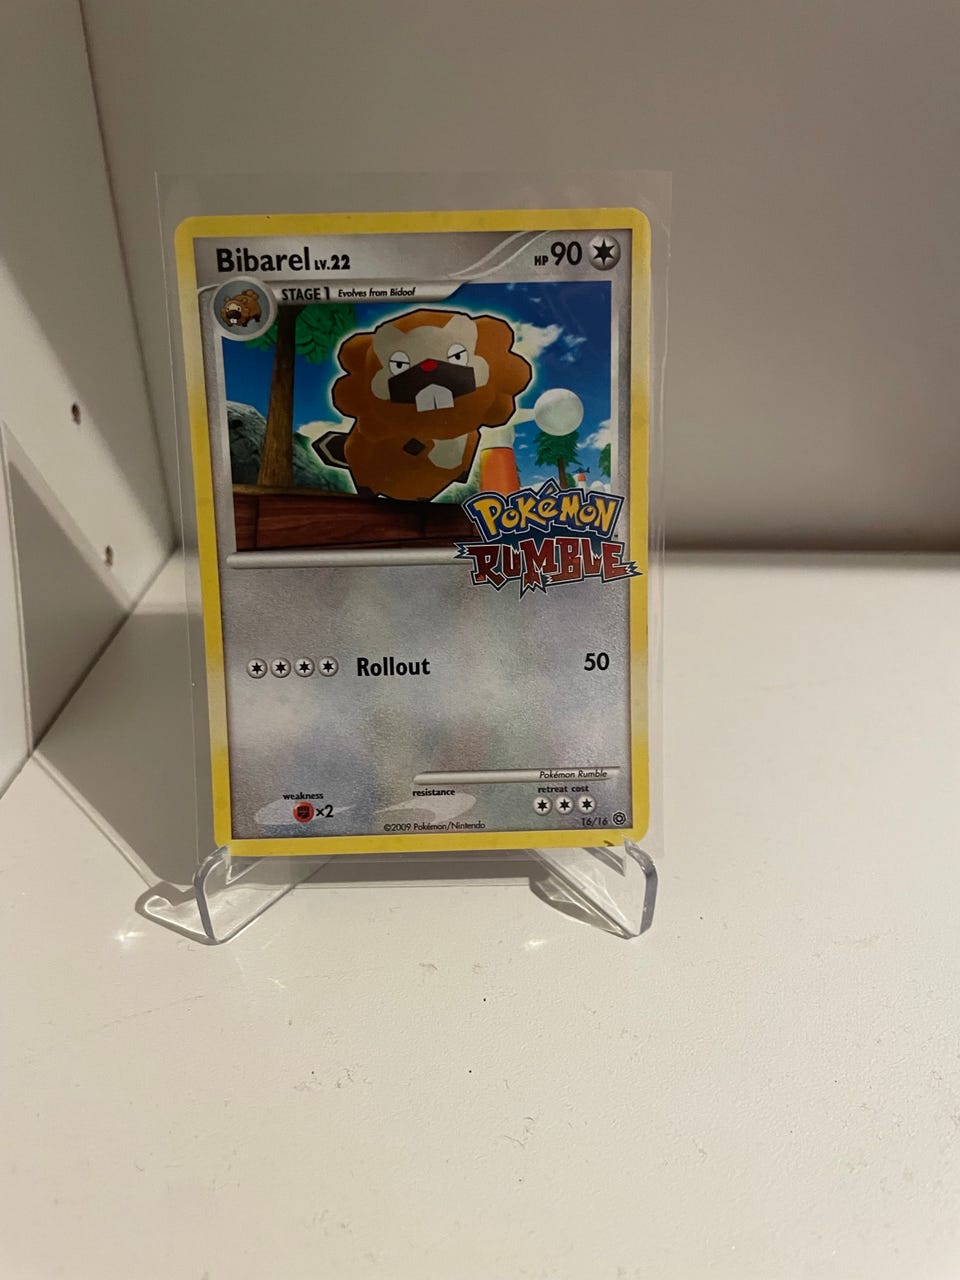 Bibarel LV.22 HP 90
STAGE 1 Evolves from Bidoof
POKéMON
RUMBLE
Rollout 50
Pokémon Rumble
weakness resistance retreat cost
×2
©2009 Pokémon/Nintendo 16/16